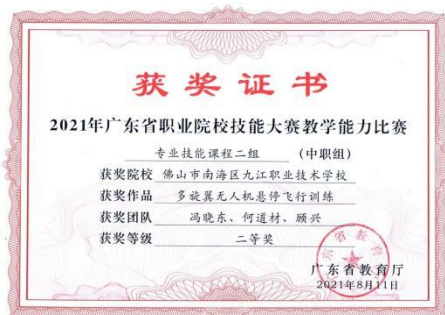 获奖证书
2021年广东省职业院校技能大赛教学能力比赛
专业技能课程二组 （中职组）
获奖院校 佛山市南海区九江职业技术学校
获奖作品 多旋翼无人机悬停飞行训练
获奖团队 冯晓东、何道材、顾兴
获奖等级 二等奖
广东省教育厅
2021年8月11日